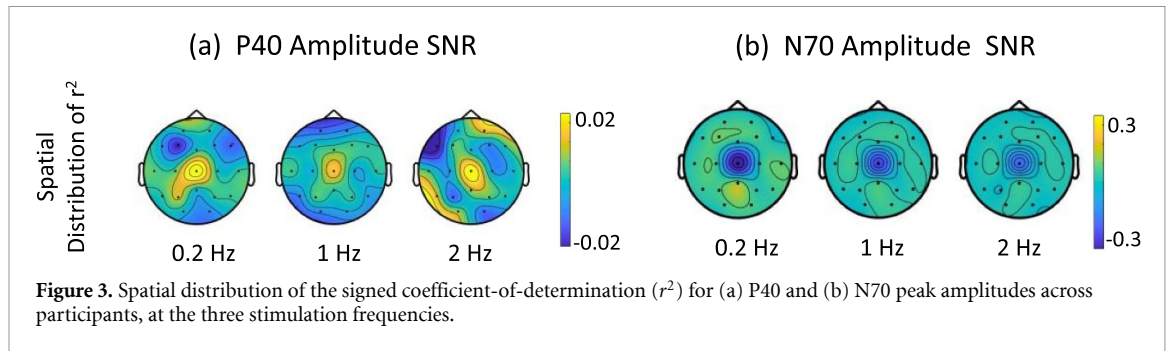 (a) P40 Amplitude SNR
(b) N70 Amplitude SNR
Spatial
Distribution of r²
0.02
-0.02
0.3
-0.3
0.2 Hz
1 Hz
2 Hz
0.2 Hz
1 Hz
2 Hz
Figure 3. Spatial distribution of the signed coefficient-of-determination (r²) for (a) P40 and (b) N70 peak amplitudes across
participants, at the three stimulation frequencies.